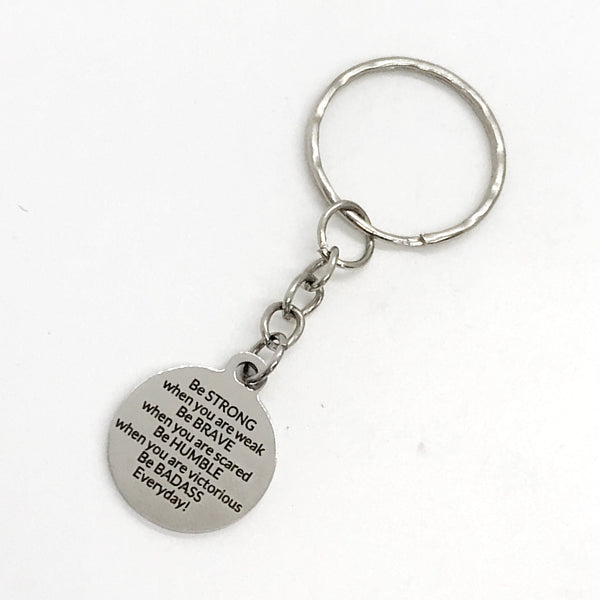 Be STRONG
when you are weak
Be BRAVE
when you are scared
Be HUMBLE
when you are victorious
Be BADASS
Everyday!